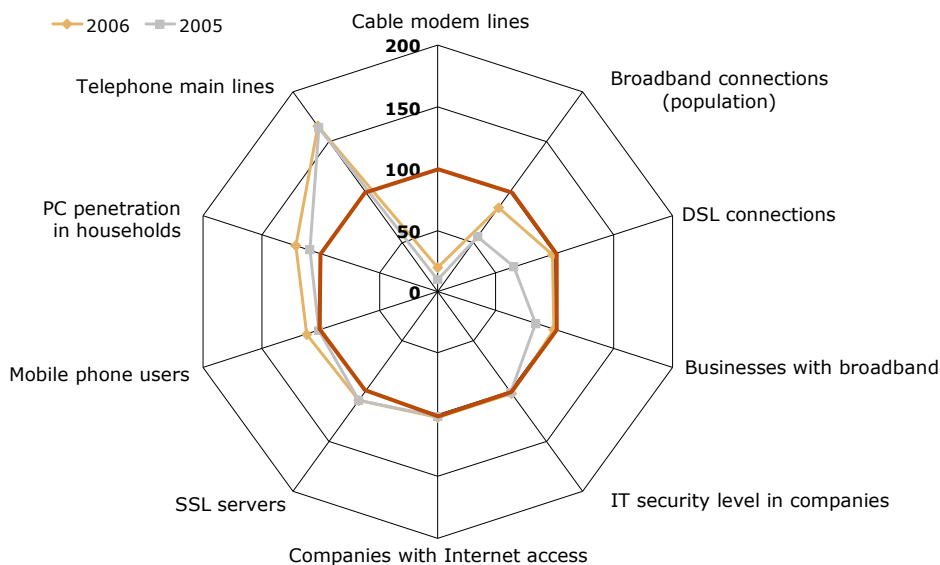 2006 2005
Cable modem lines
200
Broadband connections
(population)
Telephone main lines
150
100
PC penetration
in households
DSL connections
50
0
Mobile phone users
Businesses with broadband
SSL servers
IT security level in companies
Companies with Internet access